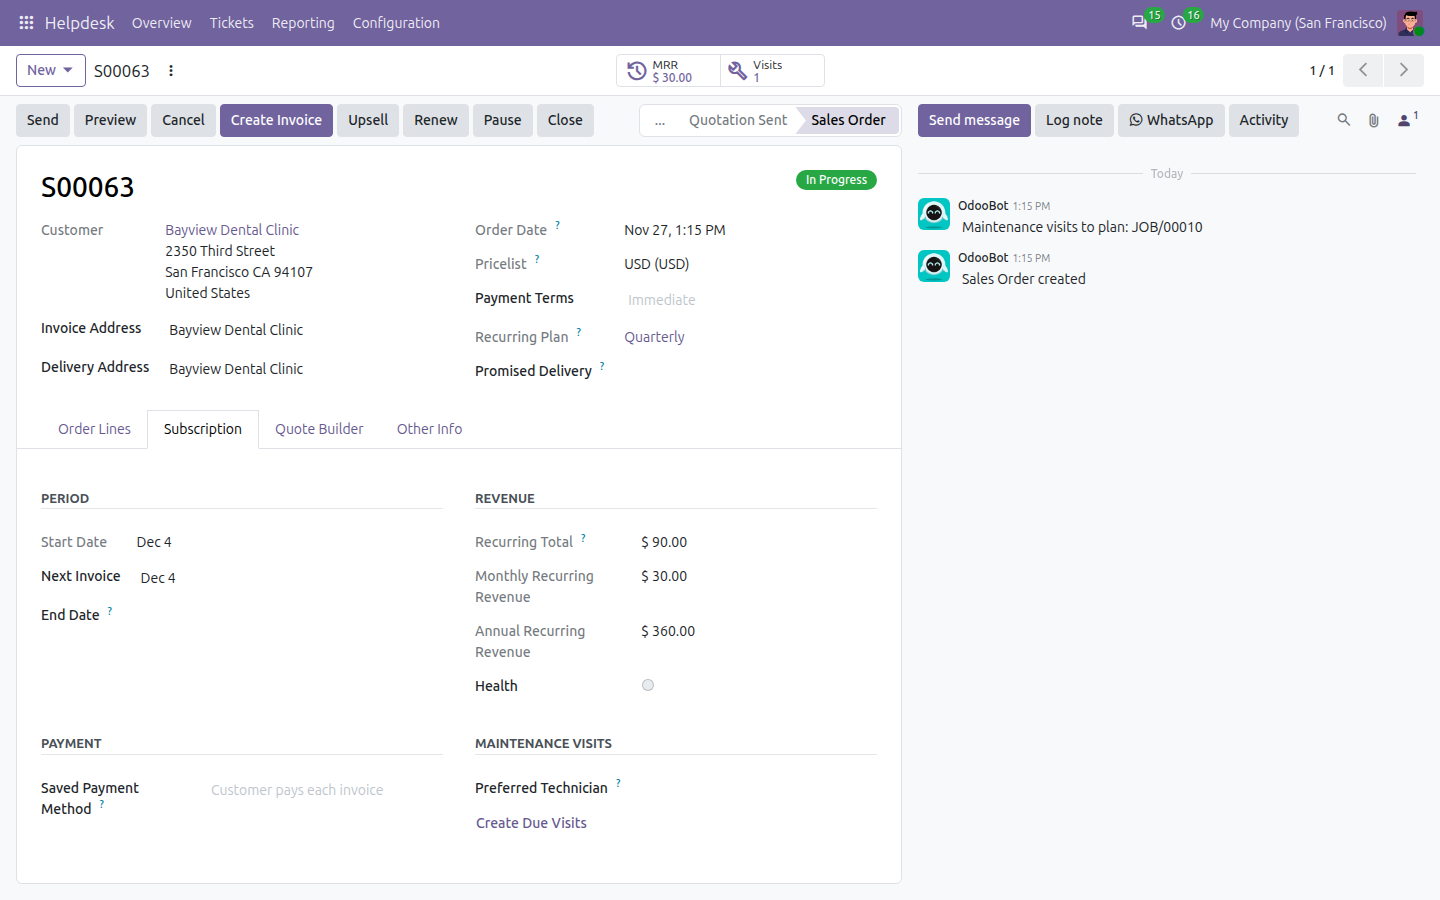 Helpdesk Overview Tickets Reporting Configuration 15 16 My Company (San Francisco)
New S00063 MRR $ 30.00 Visits 1 1 / 1
Send Preview Cancel Create Invoice Upsell Renew Pause Close ... Quotation Sent Sales Order Send message Log note WhatsApp Activity 1
S00063 In Progress
Customer Bayview Dental Clinic
2350 Third Street
San Francisco CA 94107
United States
Invoice Address Bayview Dental Clinic
Delivery Address Bayview Dental Clinic
Order Date ? Nov 27, 1:15 PM
Pricelist ? USD (USD)
Payment Terms Immediate
Recurring Plan ? Quarterly
Promised Delivery ?
Order Lines Subscription Quote Builder Other Info
PERIOD
Start Date Dec 4
Next Invoice Dec 4
End Date ?
REVENUE
Recurring Total ? $ 90.00
Monthly Recurring Revenue $ 30.00
Annual Recurring Revenue $ 360.00
Health
PAYMENT
Saved Payment Method ? Customer pays each invoice
MAINTENANCE VISITS
Preferred Technician ?
Create Due Visits
Today
OdooBot 1:15 PM
Maintenance visits to plan: JOB/00010
OdooBot 1:15 PM
Sales Order created